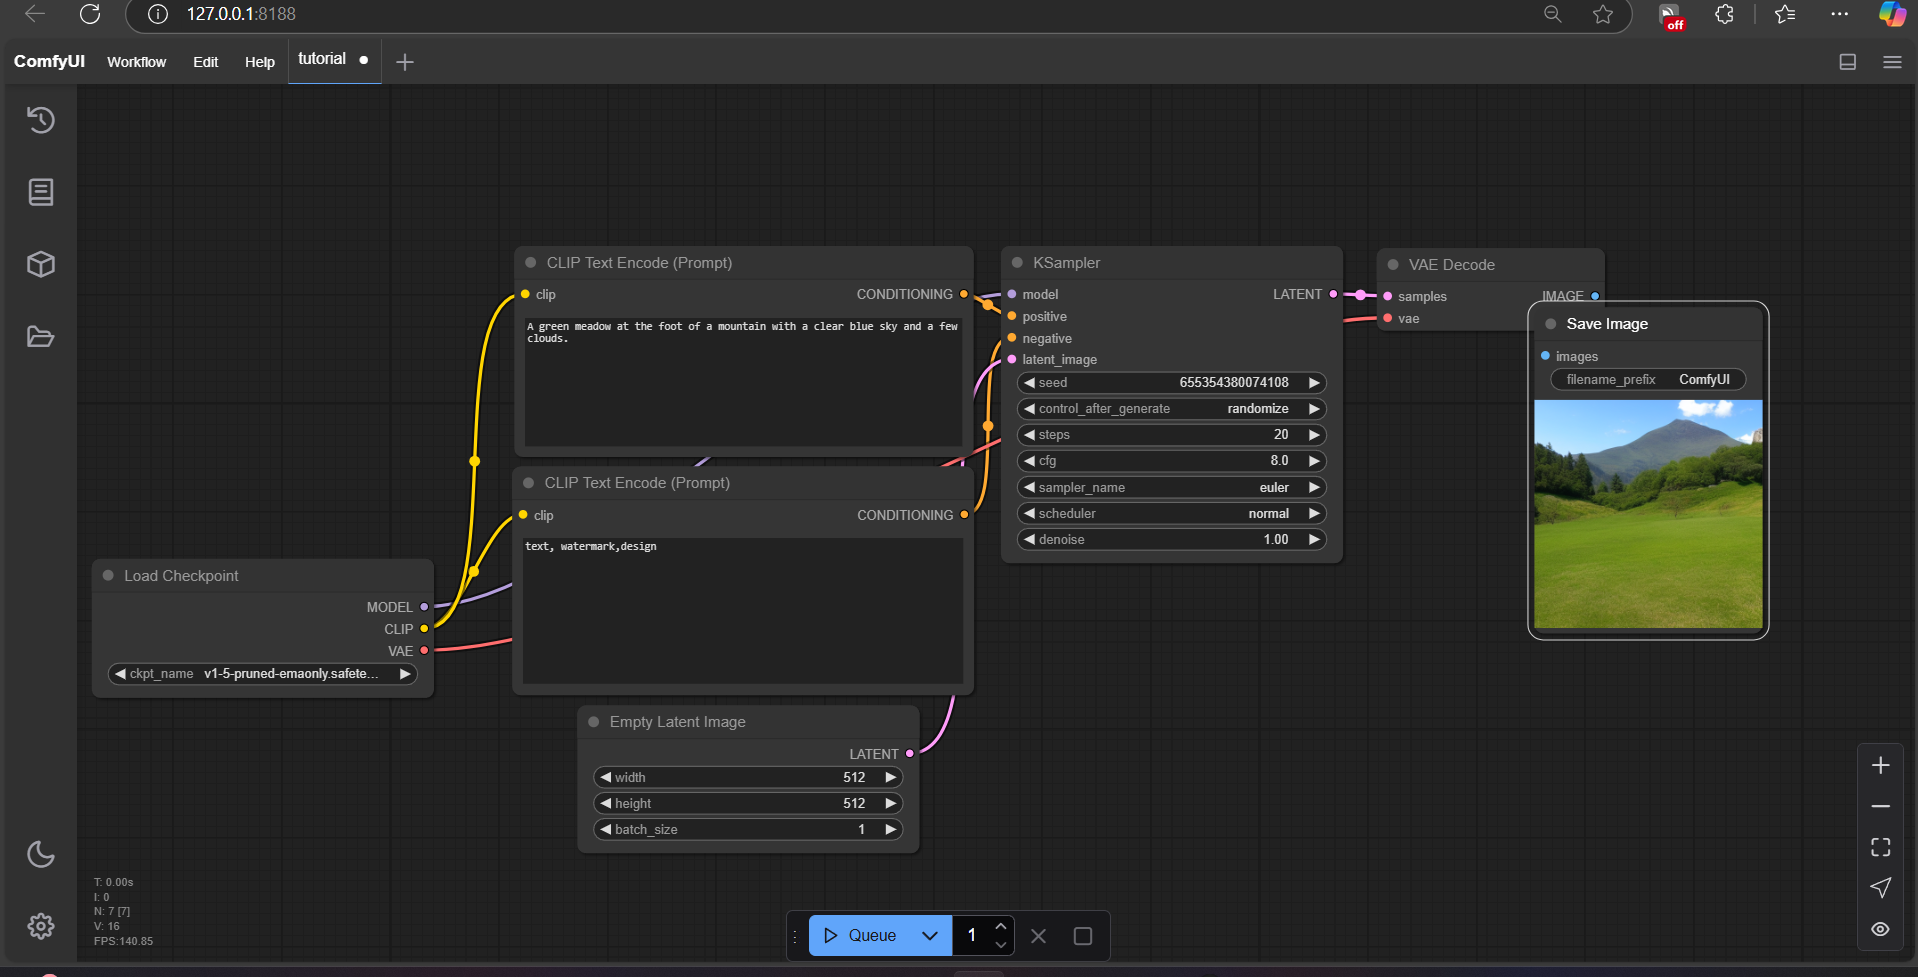 127.0.0.1:8188
off
ComfyUI Workflow Edit Help tutorial
CLIP Text Encode (Prompt)
clip CONDITIONING
A green meadow at the foot of a mountain with a clear blue sky and a few
clouds.
CLIP Text Encode (Prompt)
clip CONDITIONING
text, watermark,design
Load Checkpoint
MODEL
CLIP
VAE
ckpt_name v1-5-pruned-emaonly.safete...
Empty Latent Image
LATENT
width 512
height 512
batch_size 1
KSampler
model LATENT
positive
negative
latent_image
seed 655354380074108
control_after_generate randomize
steps 20
cfg 8.0
sampler_name euler
scheduler normal
denoise 1.00
VAE Decode
samples IMAGE
vae
Save Image
images
filename_prefix ComfyUI
T: 0.00s
I: 0
N: 7 [7]
V: 16
FPS:140.85
Queue 1